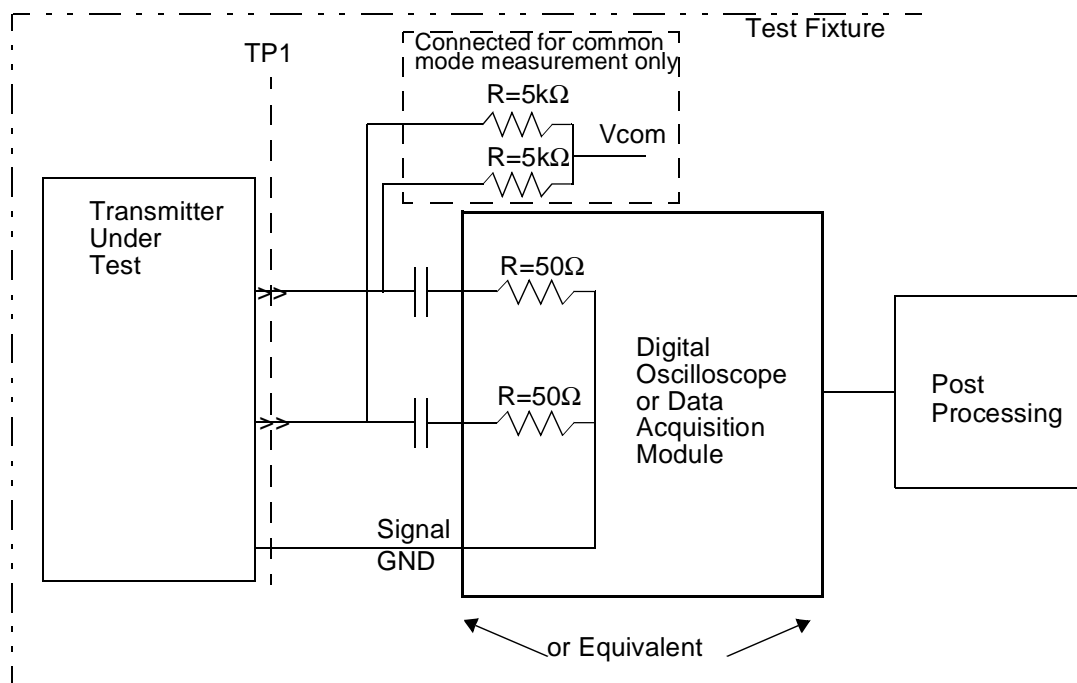 Test Fixture
TP1
Connected for common
mode measurement only
R=5kΩ
Vcom
R=5kΩ
Transmitter
Under
Test
R=50Ω
R=50Ω
Digital
Oscilloscope
or Data
Acquisition
Module
Post
Processing
Signal
GND
or Equivalent